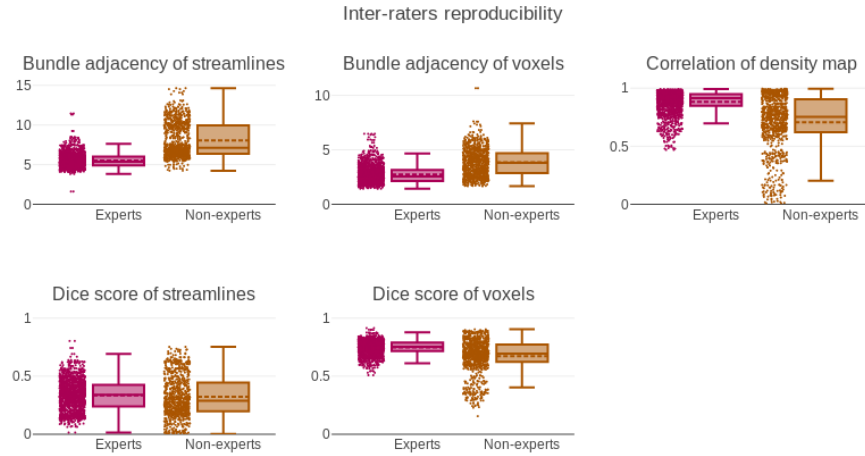 Inter-raters reproducibility
Bundle adjacency of streamlines
15
10
5
0
Experts
Non-experts
Bundle adjacency of voxels
10
5
0
Experts
Non-experts
Correlation of density map
1
0.5
0
Experts
Non-experts
Dice score of streamlines
1
0.5
0
Experts
Non-experts
Dice score of voxels
1
0.5
0
Experts
Non-experts